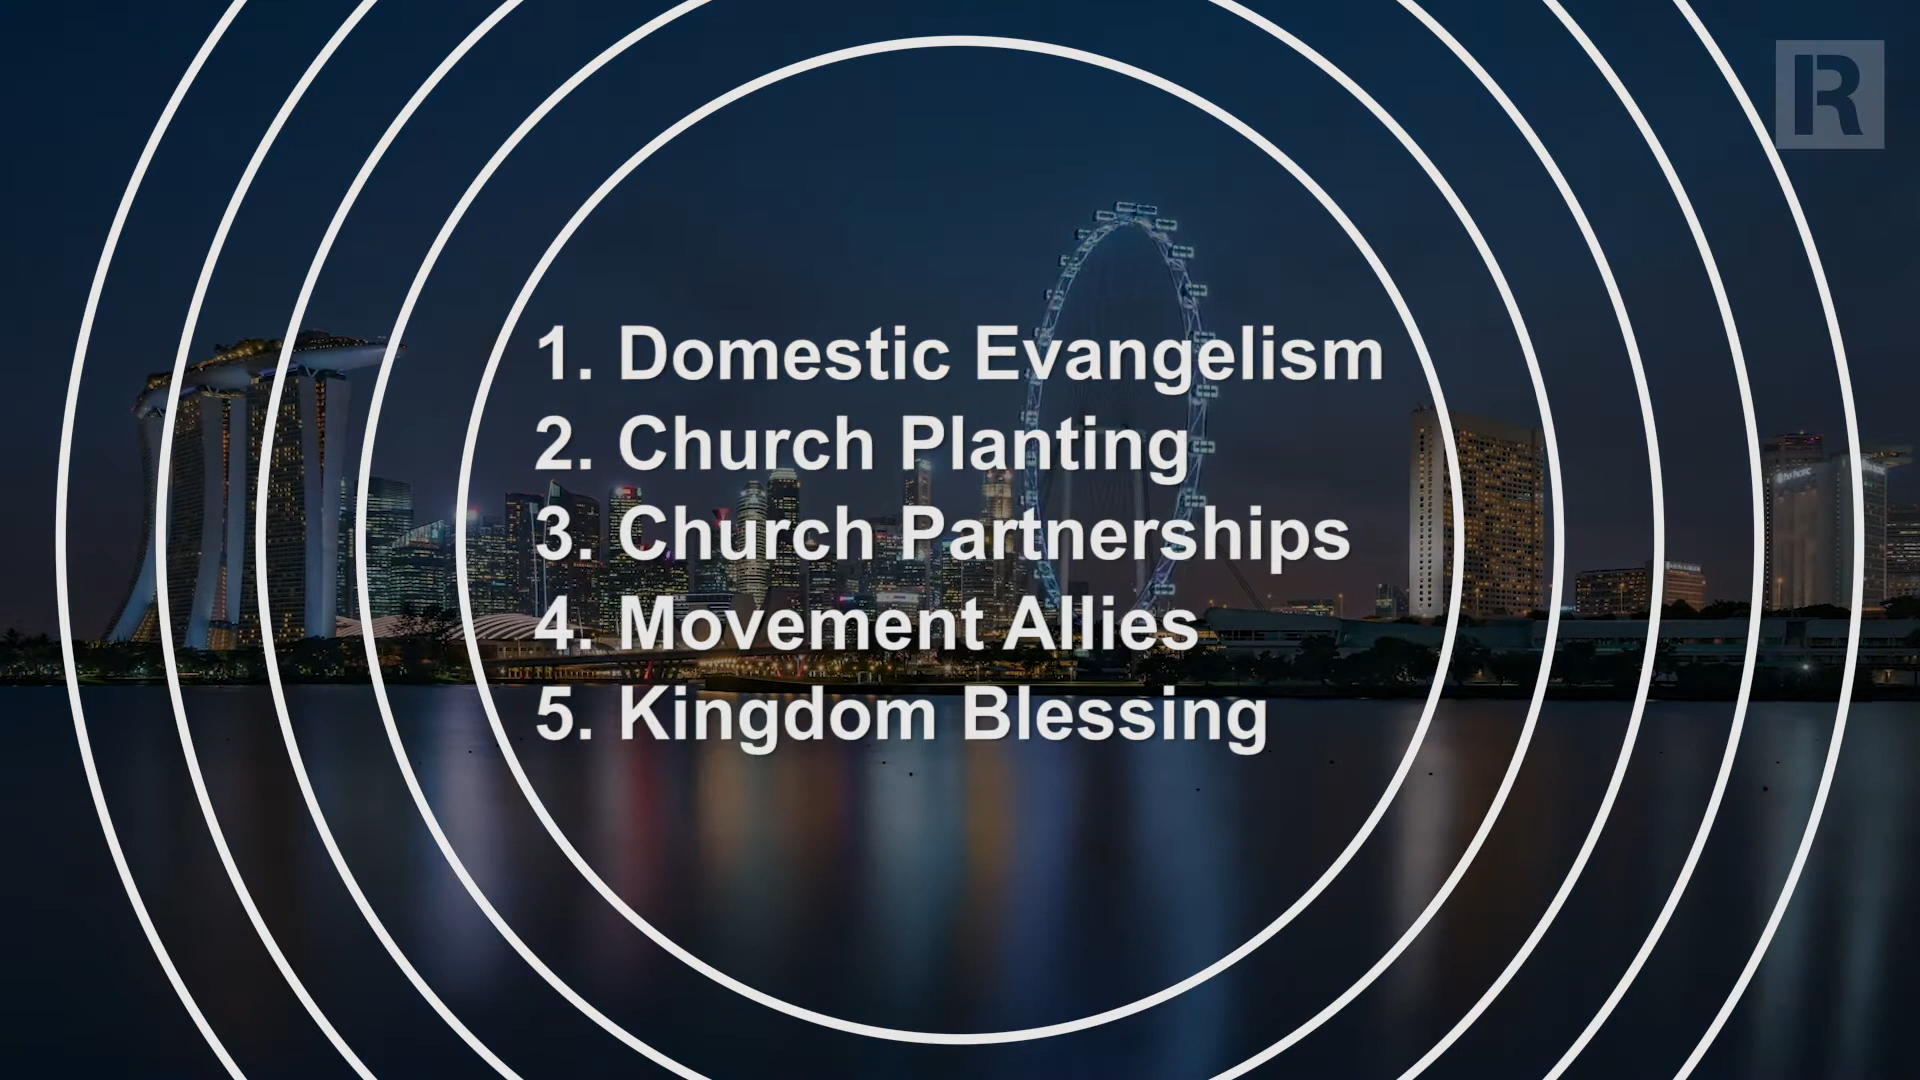 R
1. Domestic Evangelism
2. Church Planting
3. Church Partnerships
4. Movement Allies
5. Kingdom Blessing